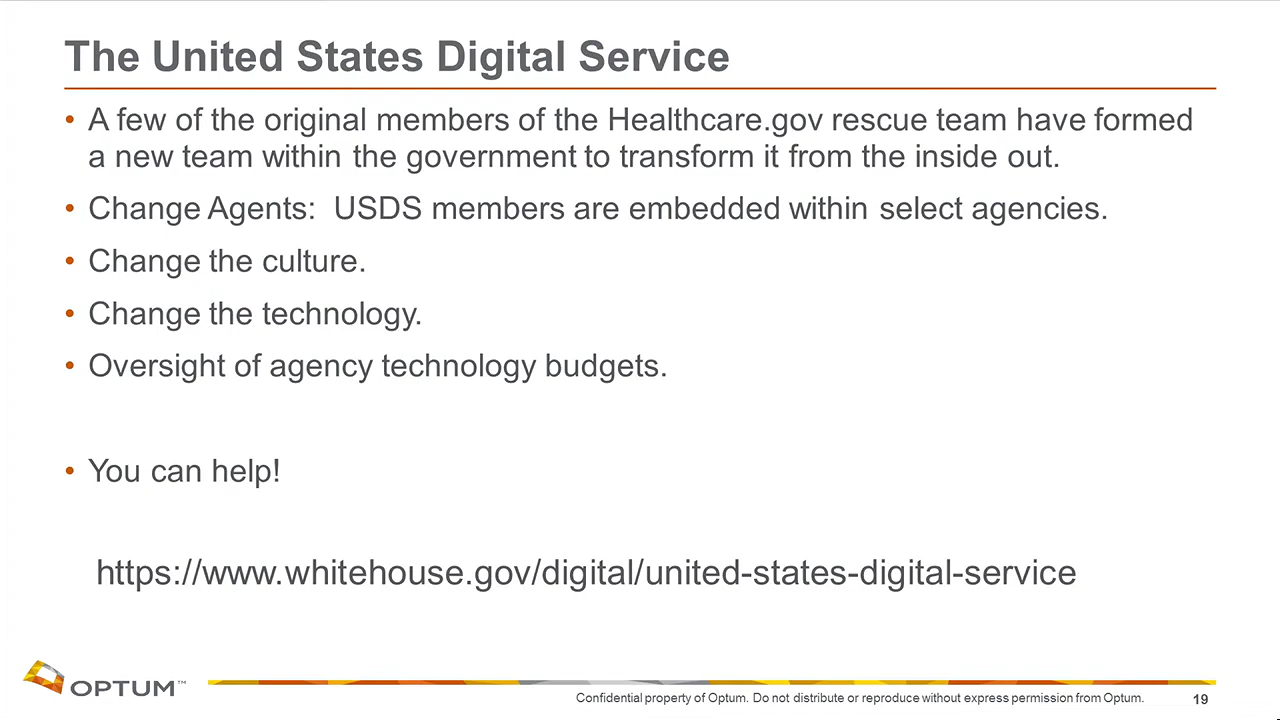 The United States Digital Service
• A few of the original members of the Healthcare.gov rescue team have formed
a new team within the government to transform it from the inside out.
• Change Agents:  USDS members are embedded within select agencies.
• Change the culture.
• Change the technology.
• Oversight of agency technology budgets.
• You can help!
https://www.whitehouse.gov/digital/united-states-digital-service
OPTUM™
Confidential property of Optum. Do not distribute or reproduce without express permission from Optum.
19